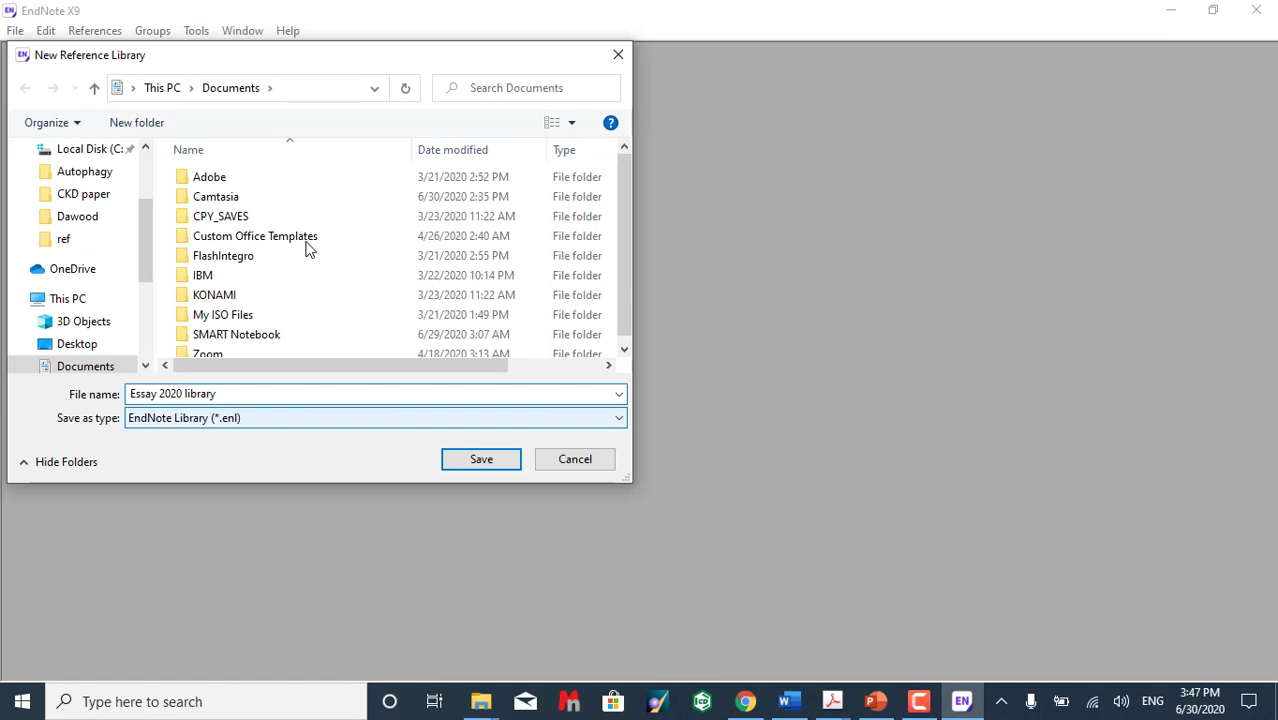 EN EndNote X9
File Edit References Groups Tools Window Help
EN New Reference Library
This PC Documents
Search Documents
Organize New folder
Name Date modified Type
Local Disk (C:
Autophagy
CKD paper
Dawood
ref
OneDrive
This PC
3D Objects
Desktop
Documents
Adobe 3/21/2020 2:52 PM File folder
Camtasia 6/30/2020 2:35 PM File folder
CPY_SAVES 3/23/2020 11:22 AM File folder
Custom Office Templates 4/26/2020 2:40 AM File folder
FlashIntegro 3/21/2020 2:55 PM File folder
IBM 3/22/2020 10:14 PM File folder
KONAMI 3/23/2020 11:22 AM File folder
My ISO Files 3/21/2020 1:49 PM File folder
SMART Notebook 6/29/2020 3:07 AM File folder
Zoom 4/18/2020 3:13 AM File folder
File name: Essay 2020 library
Save as type: EndNote Library (*.enl)
Hide Folders
Save Cancel
Type here to search
EN
ENG
3:47 PM
6/30/2020